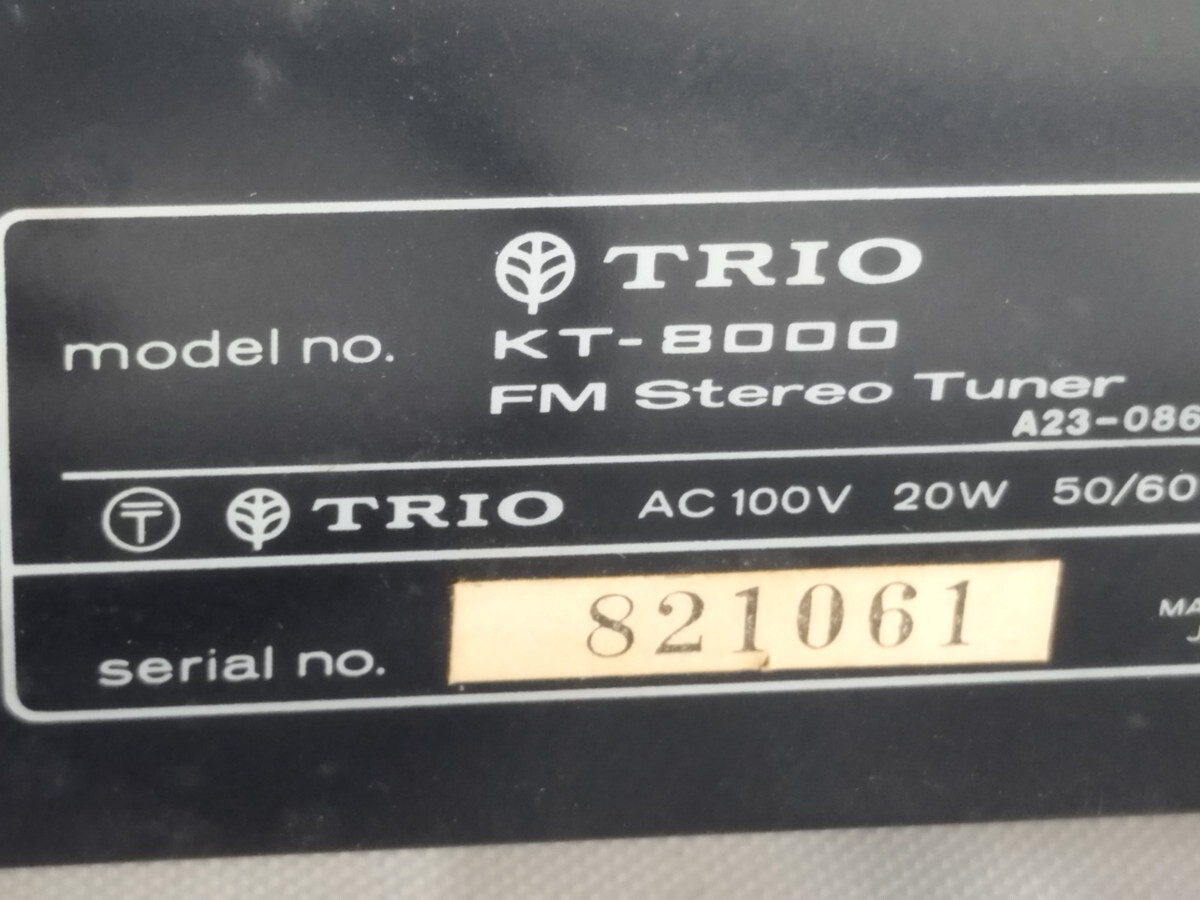 TRIO
model no. KT-8000
FM Stereo Tuner
A23-086
〒 TRIO AC 100V 20W 50/60
serial no. 821061
MA
J